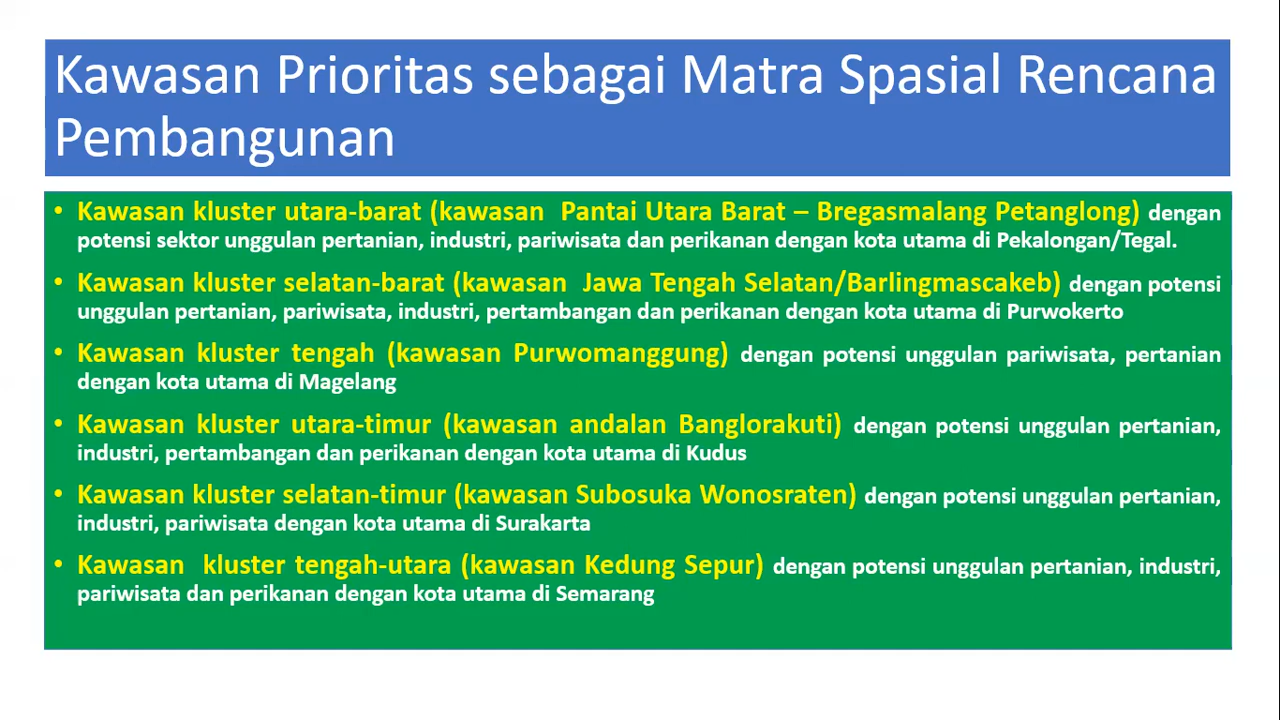 Kawasan Prioritas sebagai Matra Spasial Rencana
Pembangunan
• Kawasan kluster utara-barat (kawasan Pantai Utara Barat – Bregasmalang Petanglong) dengan
potensi sektor unggulan pertanian, industri, pariwisata dan perikanan dengan kota utama di Pekalongan/Tegal.
• Kawasan kluster selatan-barat (kawasan Jawa Tengah Selatan/Barlingmascakeb) dengan potensi
unggulan pertanian, pariwisata, industri, pertambangan dan perikanan dengan kota utama di Purwokerto
• Kawasan kluster tengah (kawasan Purwomanggung) dengan potensi unggulan pariwisata, pertanian
dengan kota utama di Magelang
• Kawasan kluster utara-timur (kawasan andalan Banglorakuti) dengan potensi unggulan pertanian,
industri, pertambangan dan perikanan dengan kota utama di Kudus
• Kawasan kluster selatan-timur (kawasan Subosuka Wonosraten) dengan potensi unggulan pertanian,
industri, pariwisata dengan kota utama di Surakarta
• Kawasan kluster tengah-utara (kawasan Kedung Sepur) dengan potensi unggulan pertanian, industri,
pariwisata dan perikanan dengan kota utama di Semarang